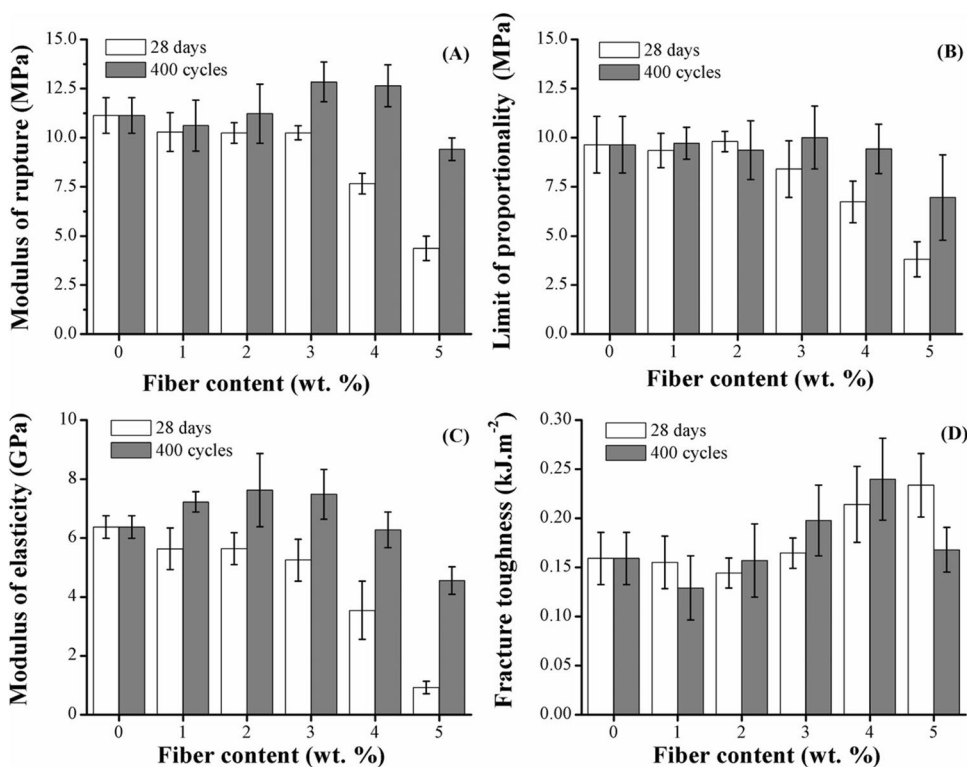 (A)
28 days
400 cycles
Modulus of rupture (MPa)
15.0
12.5
10.0
7.5
5.0
2.5
0.0
0 1 2 3 4 5
Fiber content (wt. %)
(B)
28 days
400 cycles
Limit of proportionality (MPa)
15.0
12.5
10.0
7.5
5.0
2.5
0.0
0 1 2 3 4 5
Fiber content (wt. %)
(C)
28 days
400 cycles
Modulus of elasticity (GPa)
10
8
6
4
2
0
0 1 2 3 4 5
Fiber content (wt. %)
(D)
28 days
400 cycles
Fracture toughness (kJ.m⁻²)
0.30
0.25
0.20
0.15
0.10
0.05
0.00
0 1 2 3 4 5
Fiber content (wt. %)